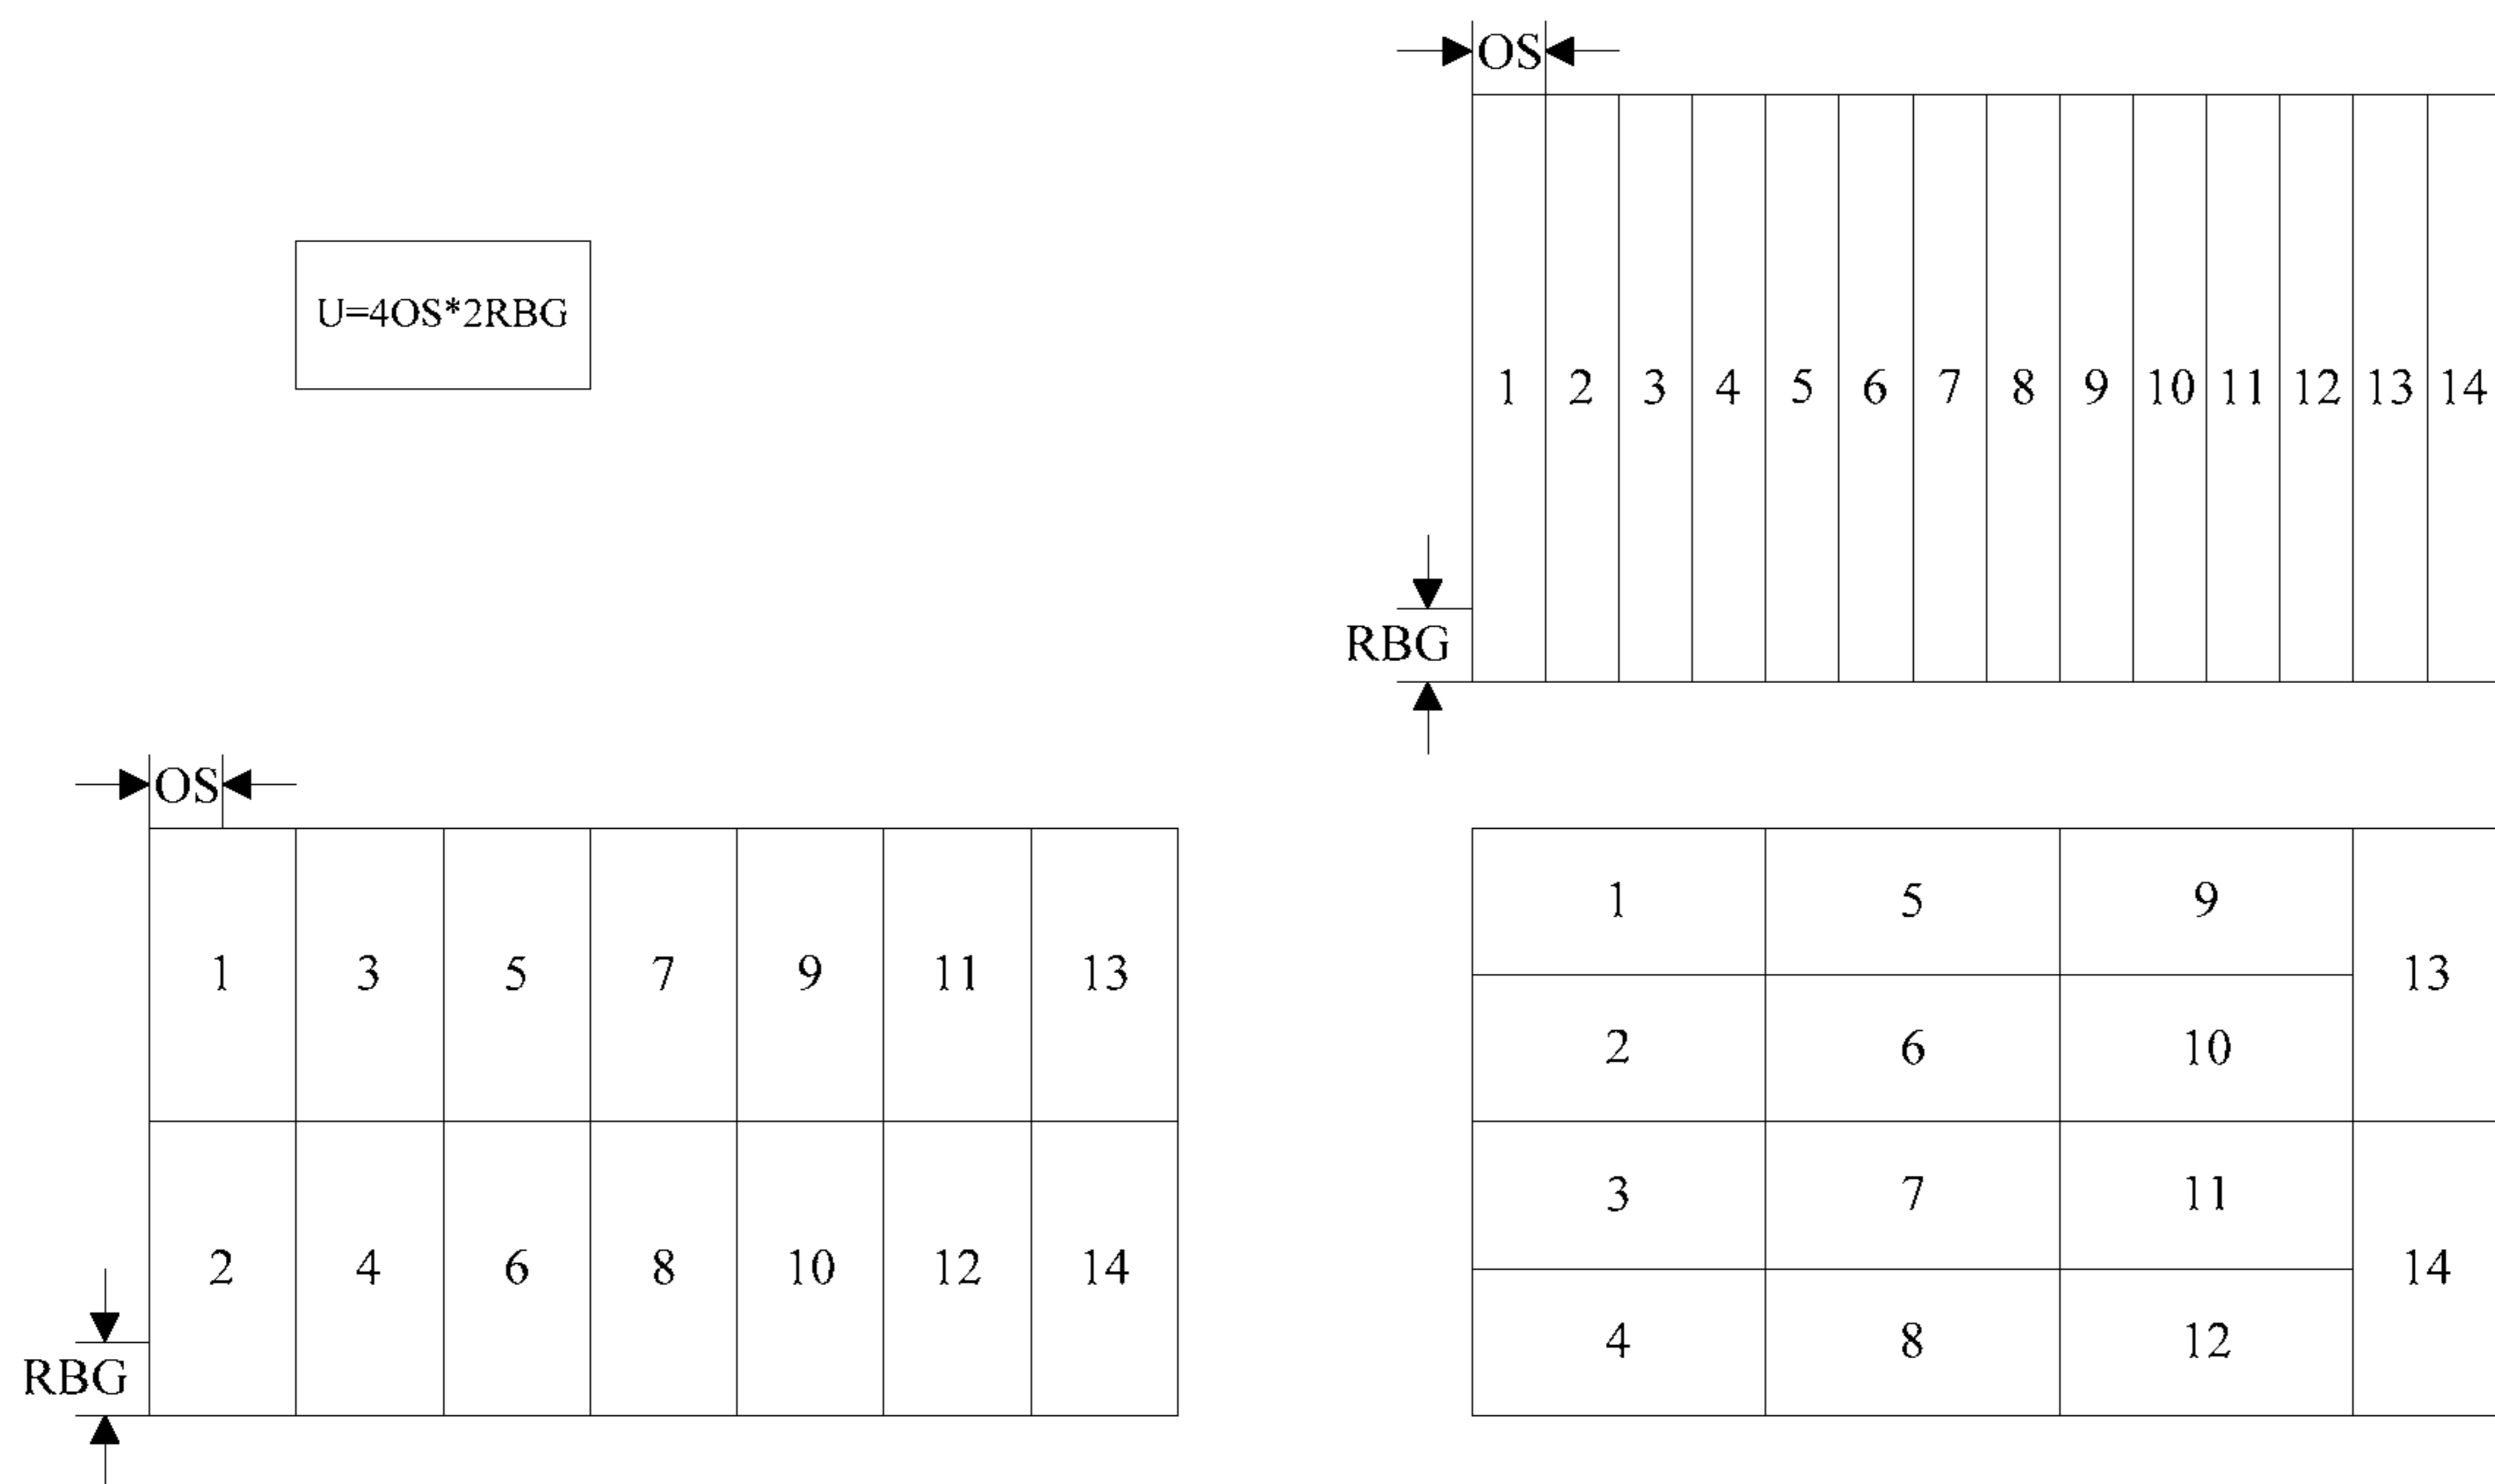 OS
U=4OS*2RBG
1 2 3 4 5 6 7 8 9 10 11 12 13 14
RBG
OS
1 3 5 7 9 11 13
2 4 6 8 10 12 14
RBG
1 5 9
13
2 6 10
3 7 11
14
4 8 12